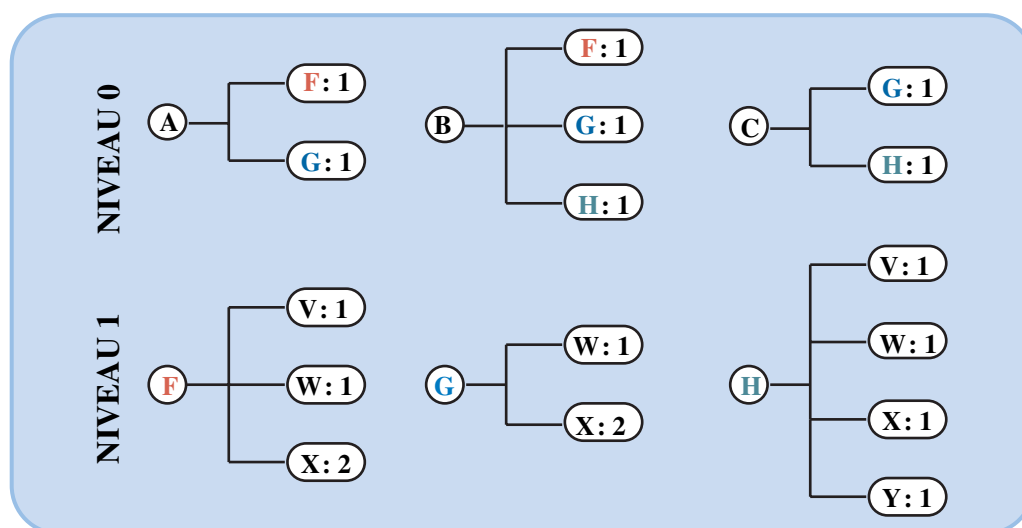 NIVEAU 0
A
F: 1
G: 1
B
F: 1
G: 1
H: 1
C
G: 1
H: 1
NIVEAU 1
F
V: 1
W: 1
X: 2
G
W: 1
X: 2
H
V: 1
W: 1
X: 1
Y: 1